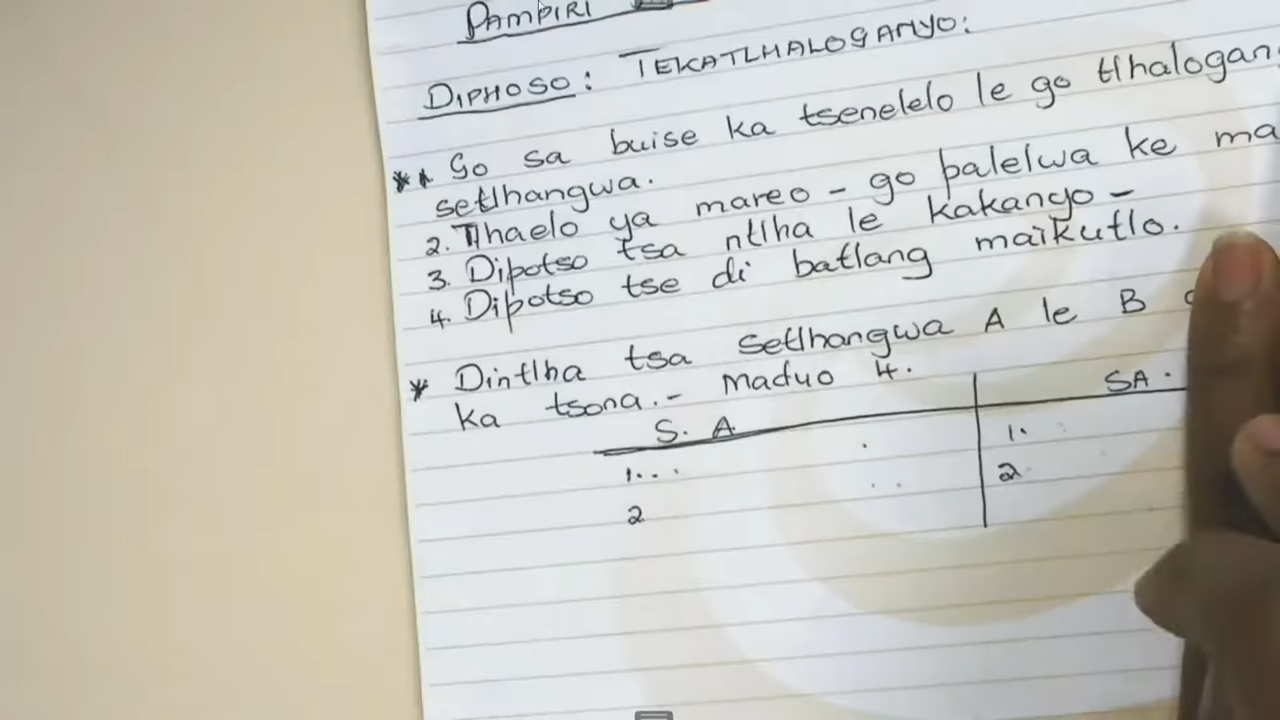 PAMPIRI
DIPHOSO: TEKATLHALOGANYO:
** Go sa buise ka tsenelelo le go tlhalogany
setlhangwa.
2. Tlhaelo ya mareo - go palelwa ke ma
3. Dipotso tsa ntlha le kakanyo -
4. Dipotso tse di batlang maikutlo.
* Dintlha tsa Setlhangwa A le B
ka tsona. - Maduo 4.
S. A. SA.
1... 1.
2 2